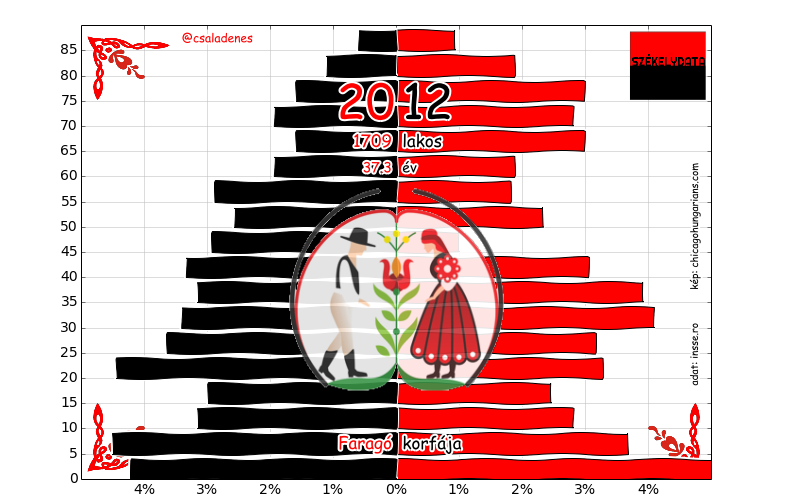 @csaladenes
SZÉKELYDATA
2012
1709 lakos
37.3 év
Faragó korfája
kép: chicagohungarians.com
adat: insse.ro
85
80
75
70
65
60
55
50
45
40
35
30
25
20
15
10
5
0
4% 3% 2% 1% 0% 1% 2% 3% 4%